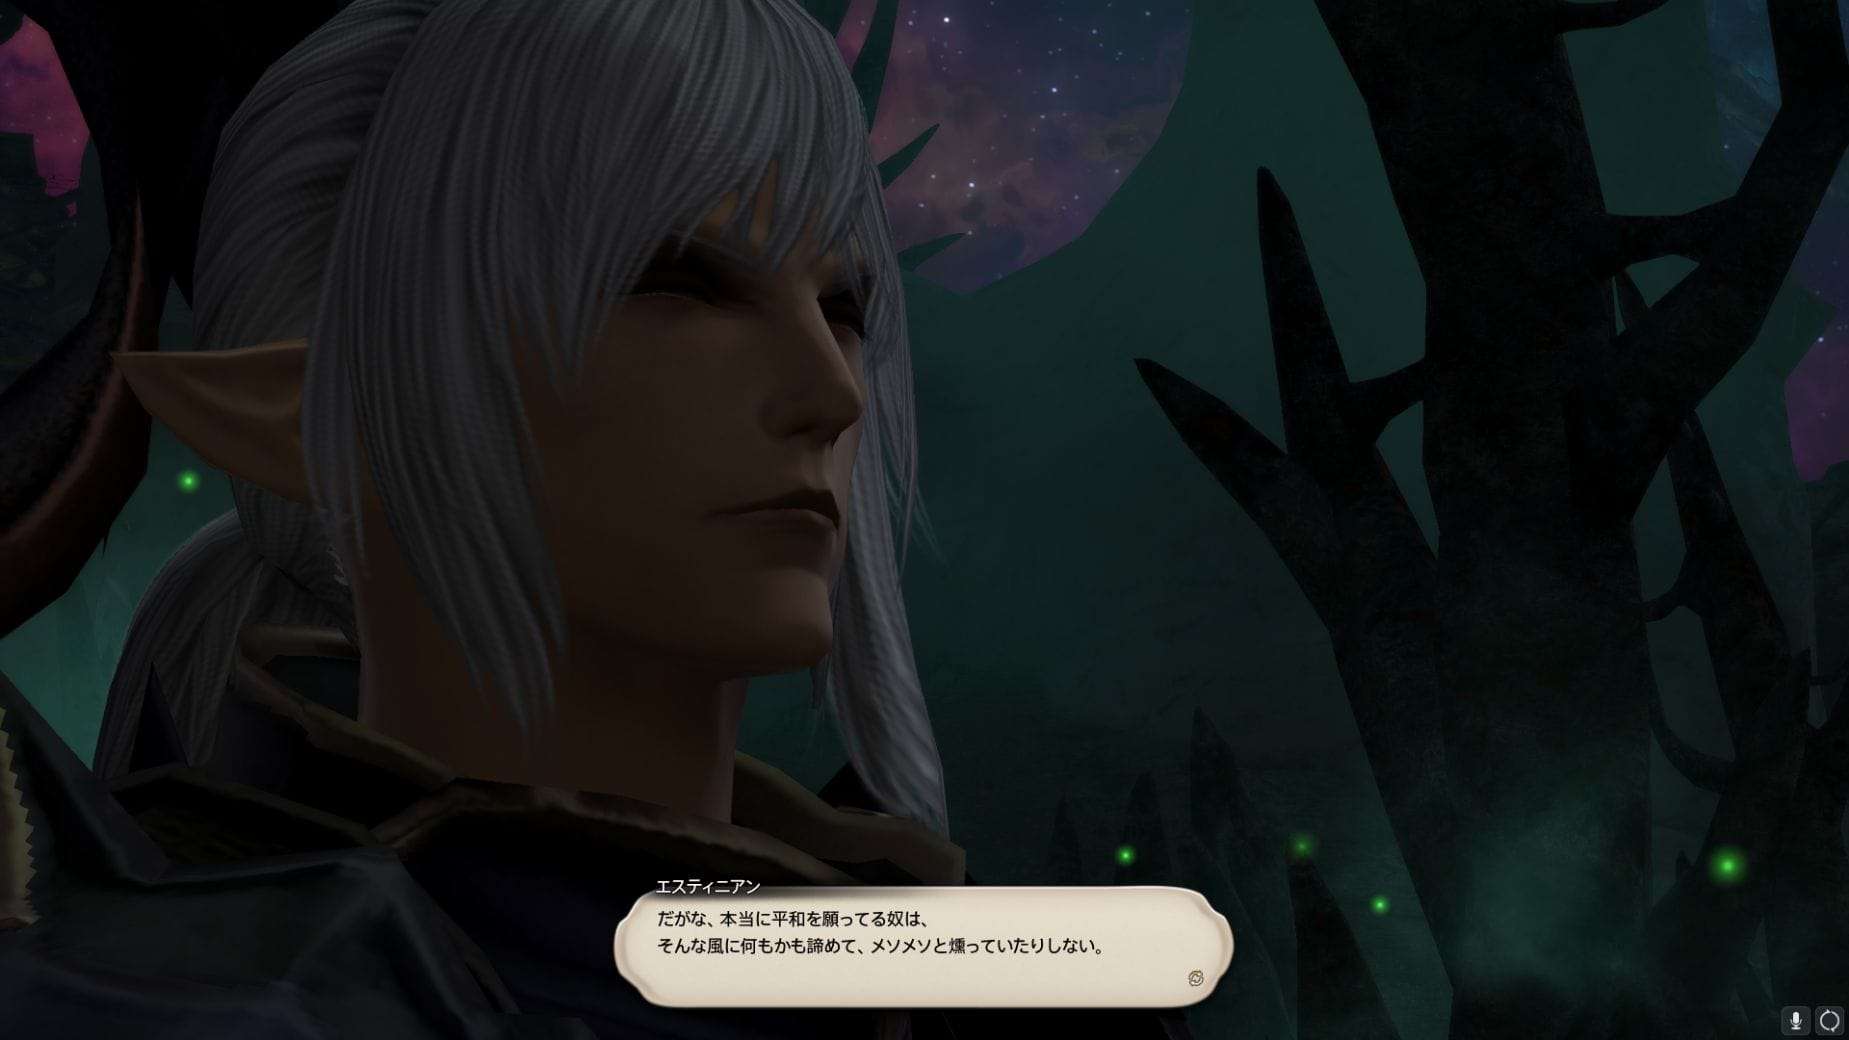 エスティニアン
だがな、本当に平和を願ってる奴は、
そんな風に何もかも諦めて、メソメソと燻っていたりしない。